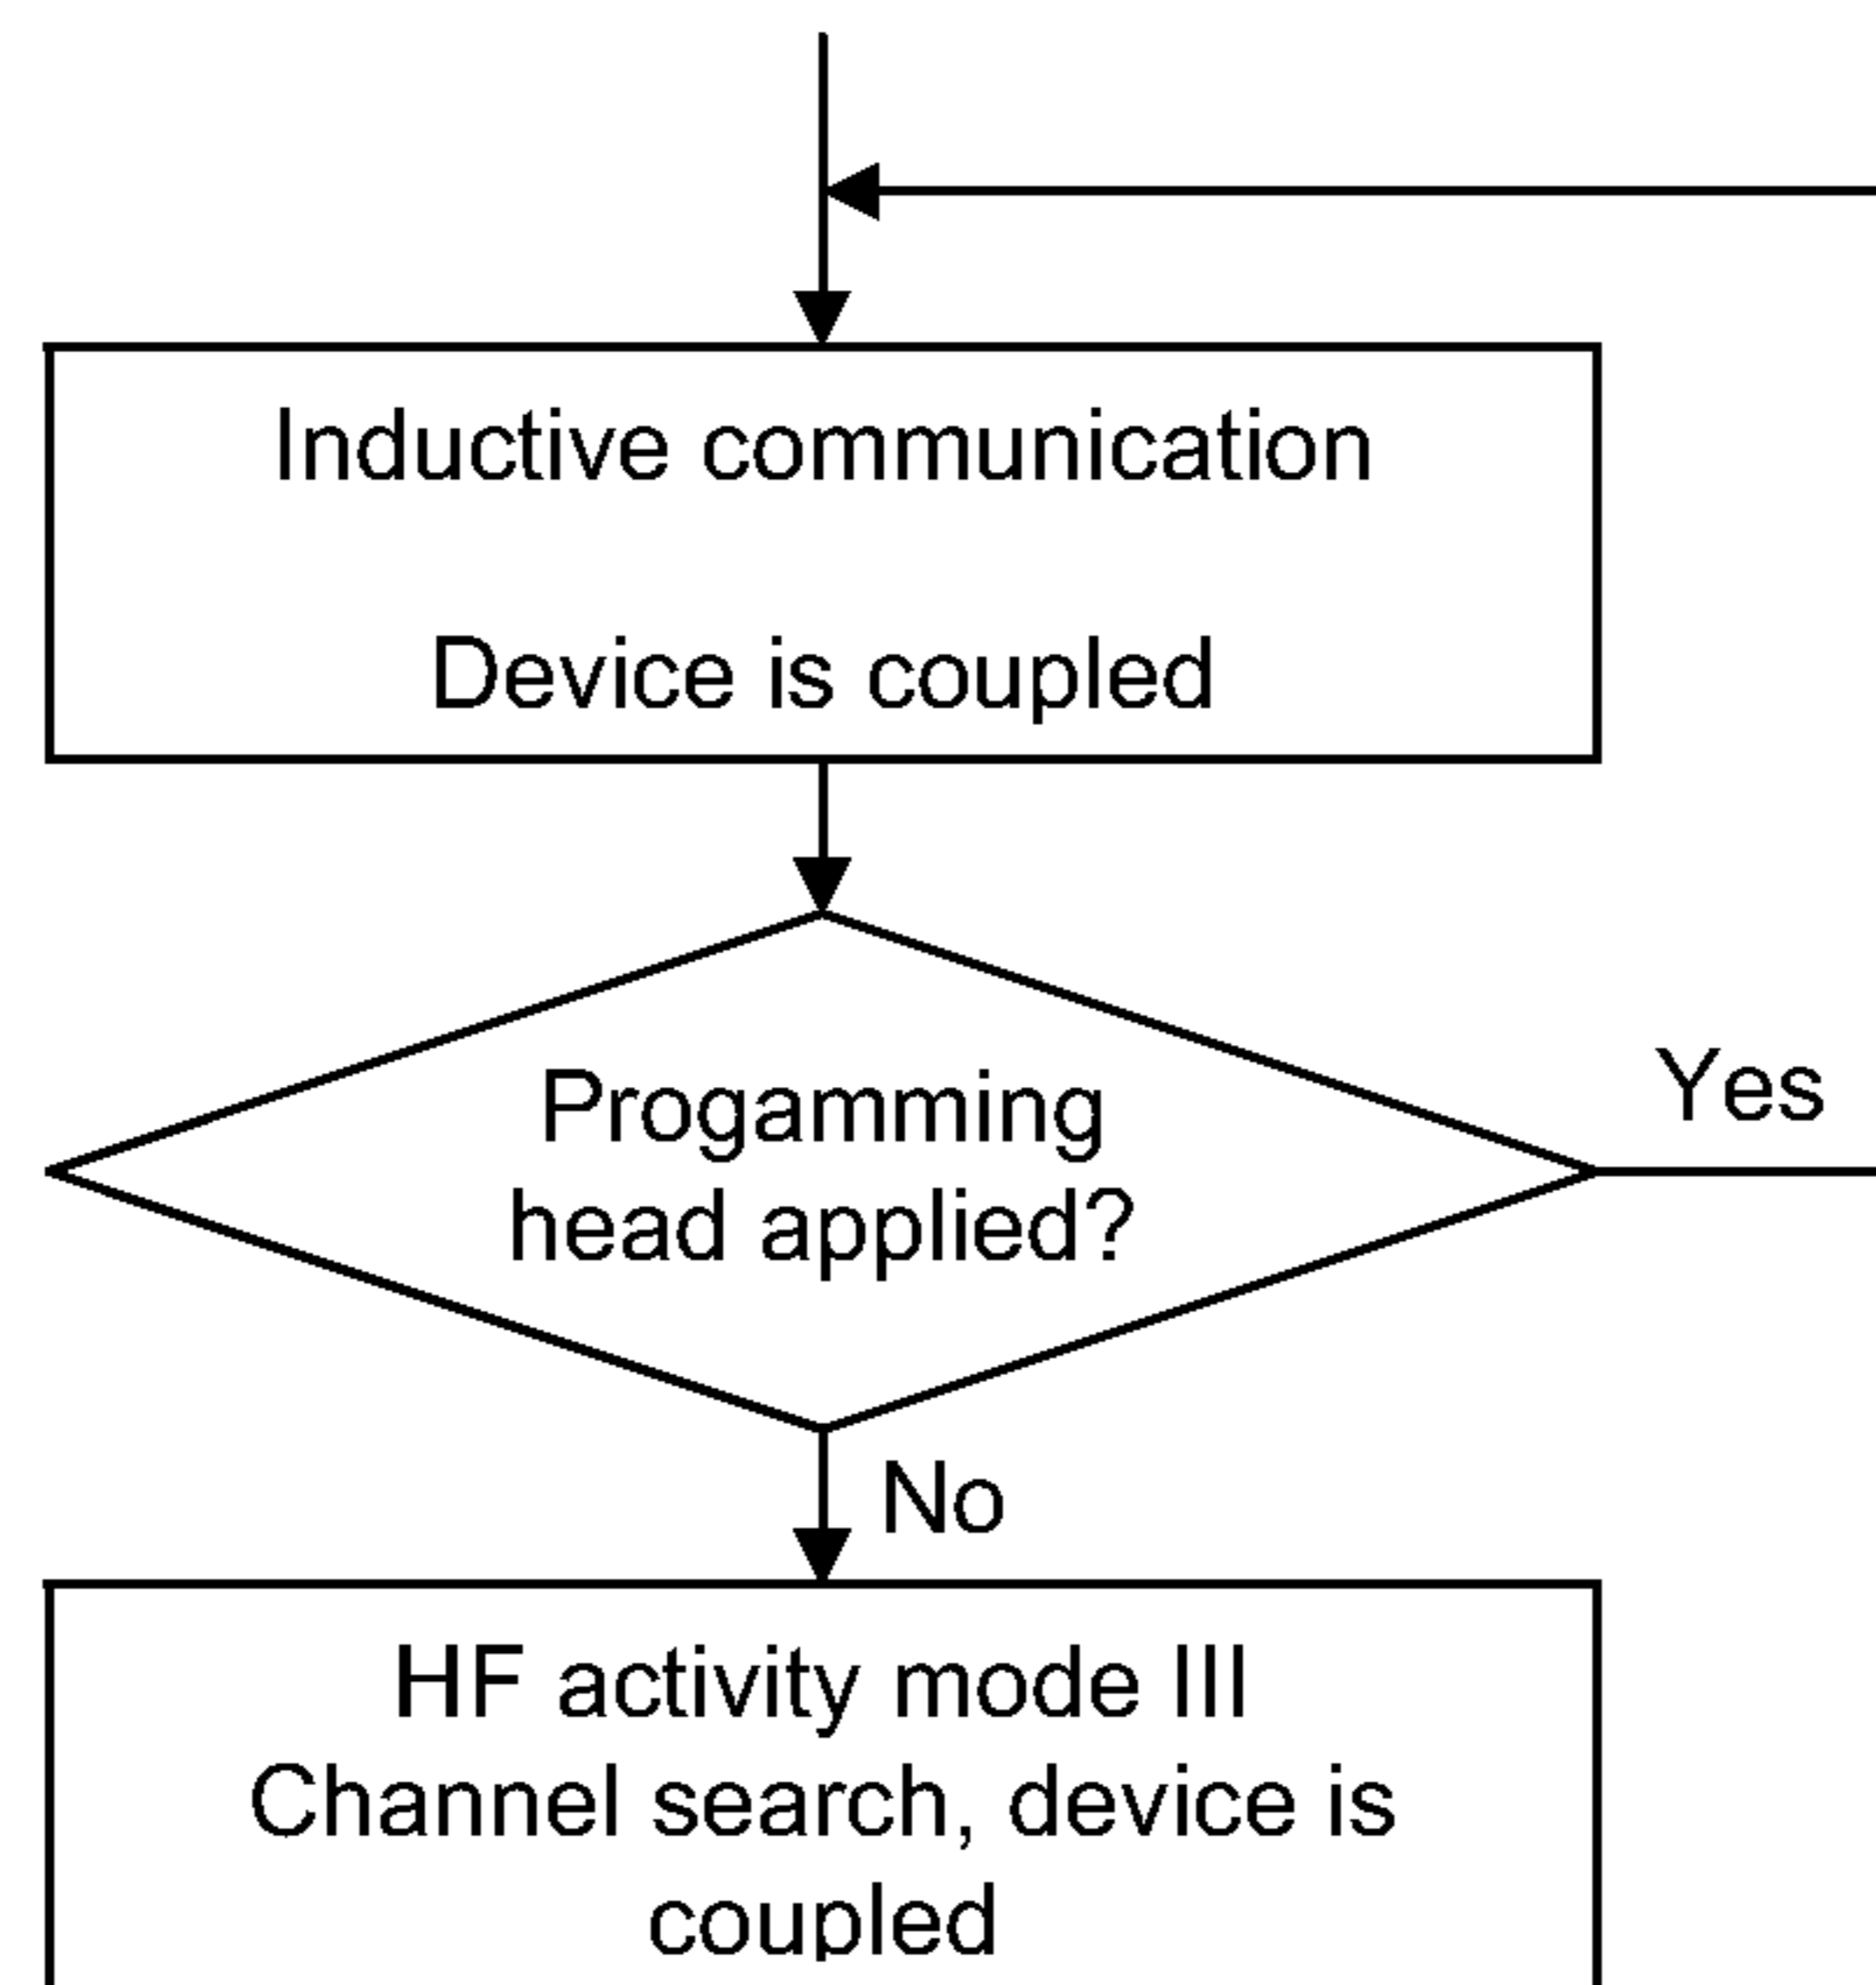 Inductive communication
Device is coupled
Progamming
head applied?
Yes
No
HF activity mode III
Channel search, device is
coupled